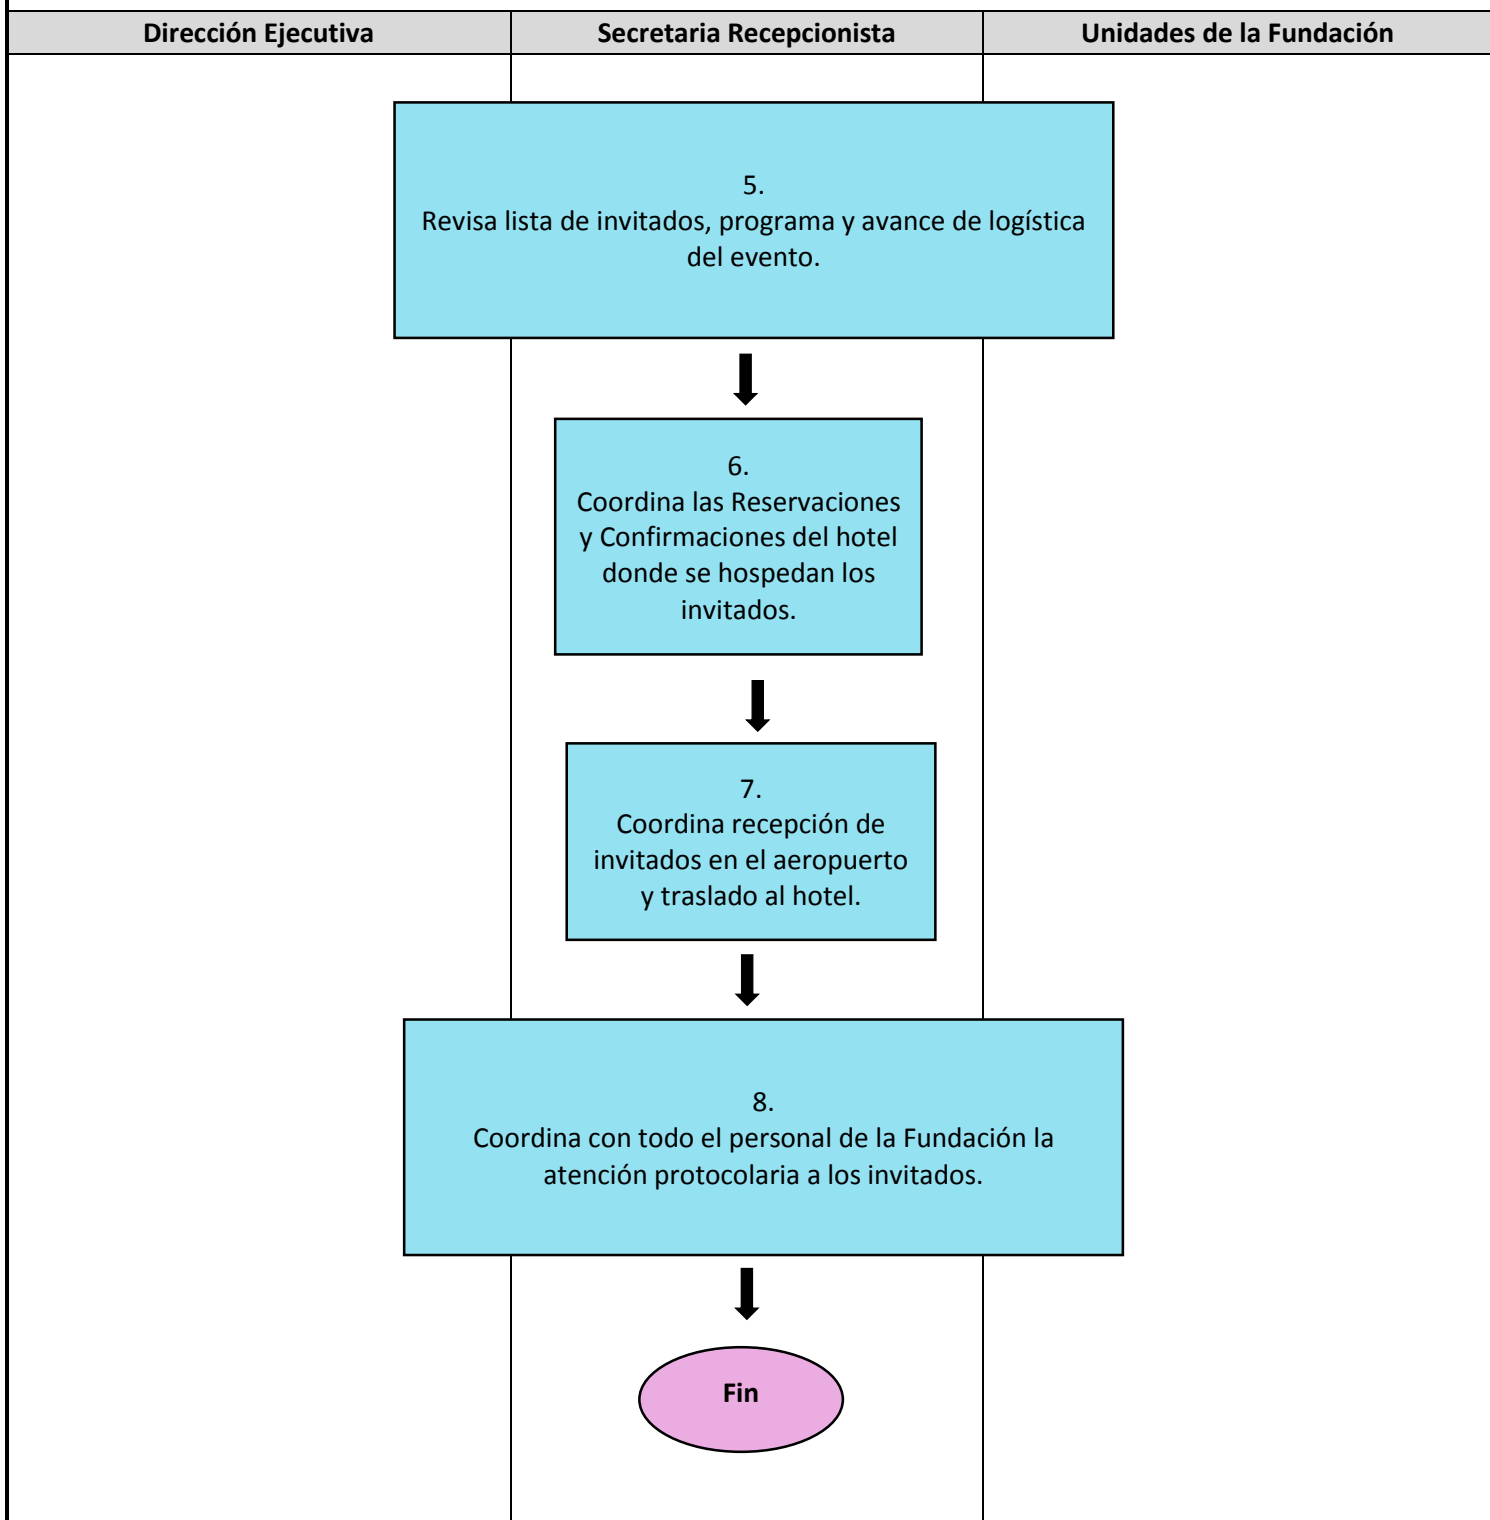 Dirección Ejecutiva
Secretaria Recepcionista
Unidades de la Fundación
5.
Revisa lista de invitados, programa y avance de logística
del evento.
6.
Coordina las Reservaciones
y Confirmaciones del hotel
donde se hospedan los
invitados.
7.
Coordina recepción de
invitados en el aeropuerto
y traslado al hotel.
8.
Coordina con todo el personal de la Fundación la
atención protocolaria a los invitados.
Fin